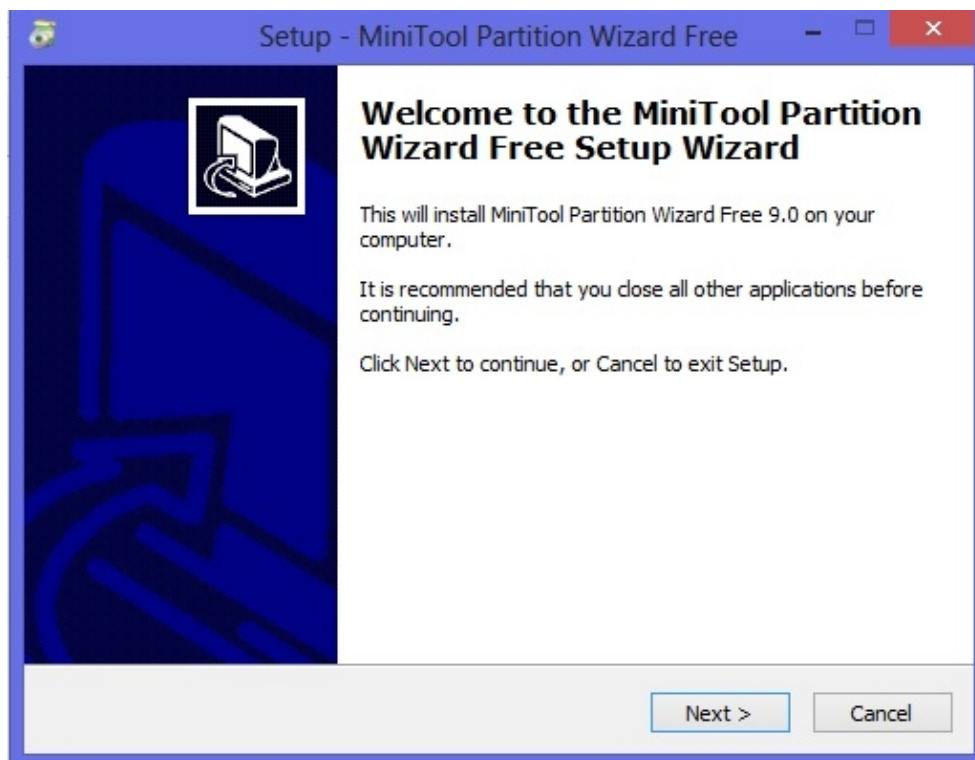 Setup - MiniTool Partition Wizard Free
Welcome to the MiniTool Partition
Wizard Free Setup Wizard
This will install MiniTool Partition Wizard Free 9.0 on your
computer.
It is recommended that you close all other applications before
continuing.
Click Next to continue, or Cancel to exit Setup.
Next >
Cancel